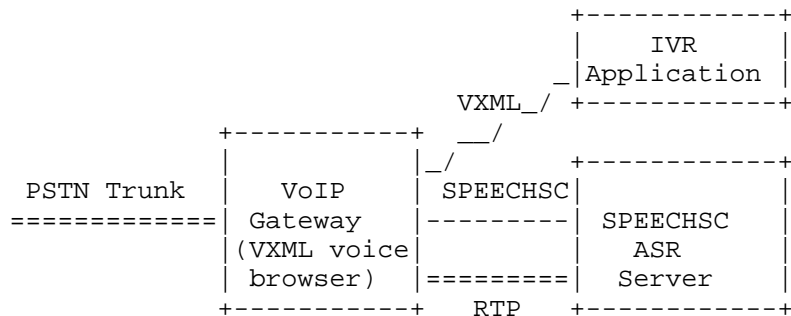 IVR
Application
VXML
PSTN Trunk VoIP SPEECHSC
Gateway SPEECHSC
(VXML voice ASR
browser) Server
RTP